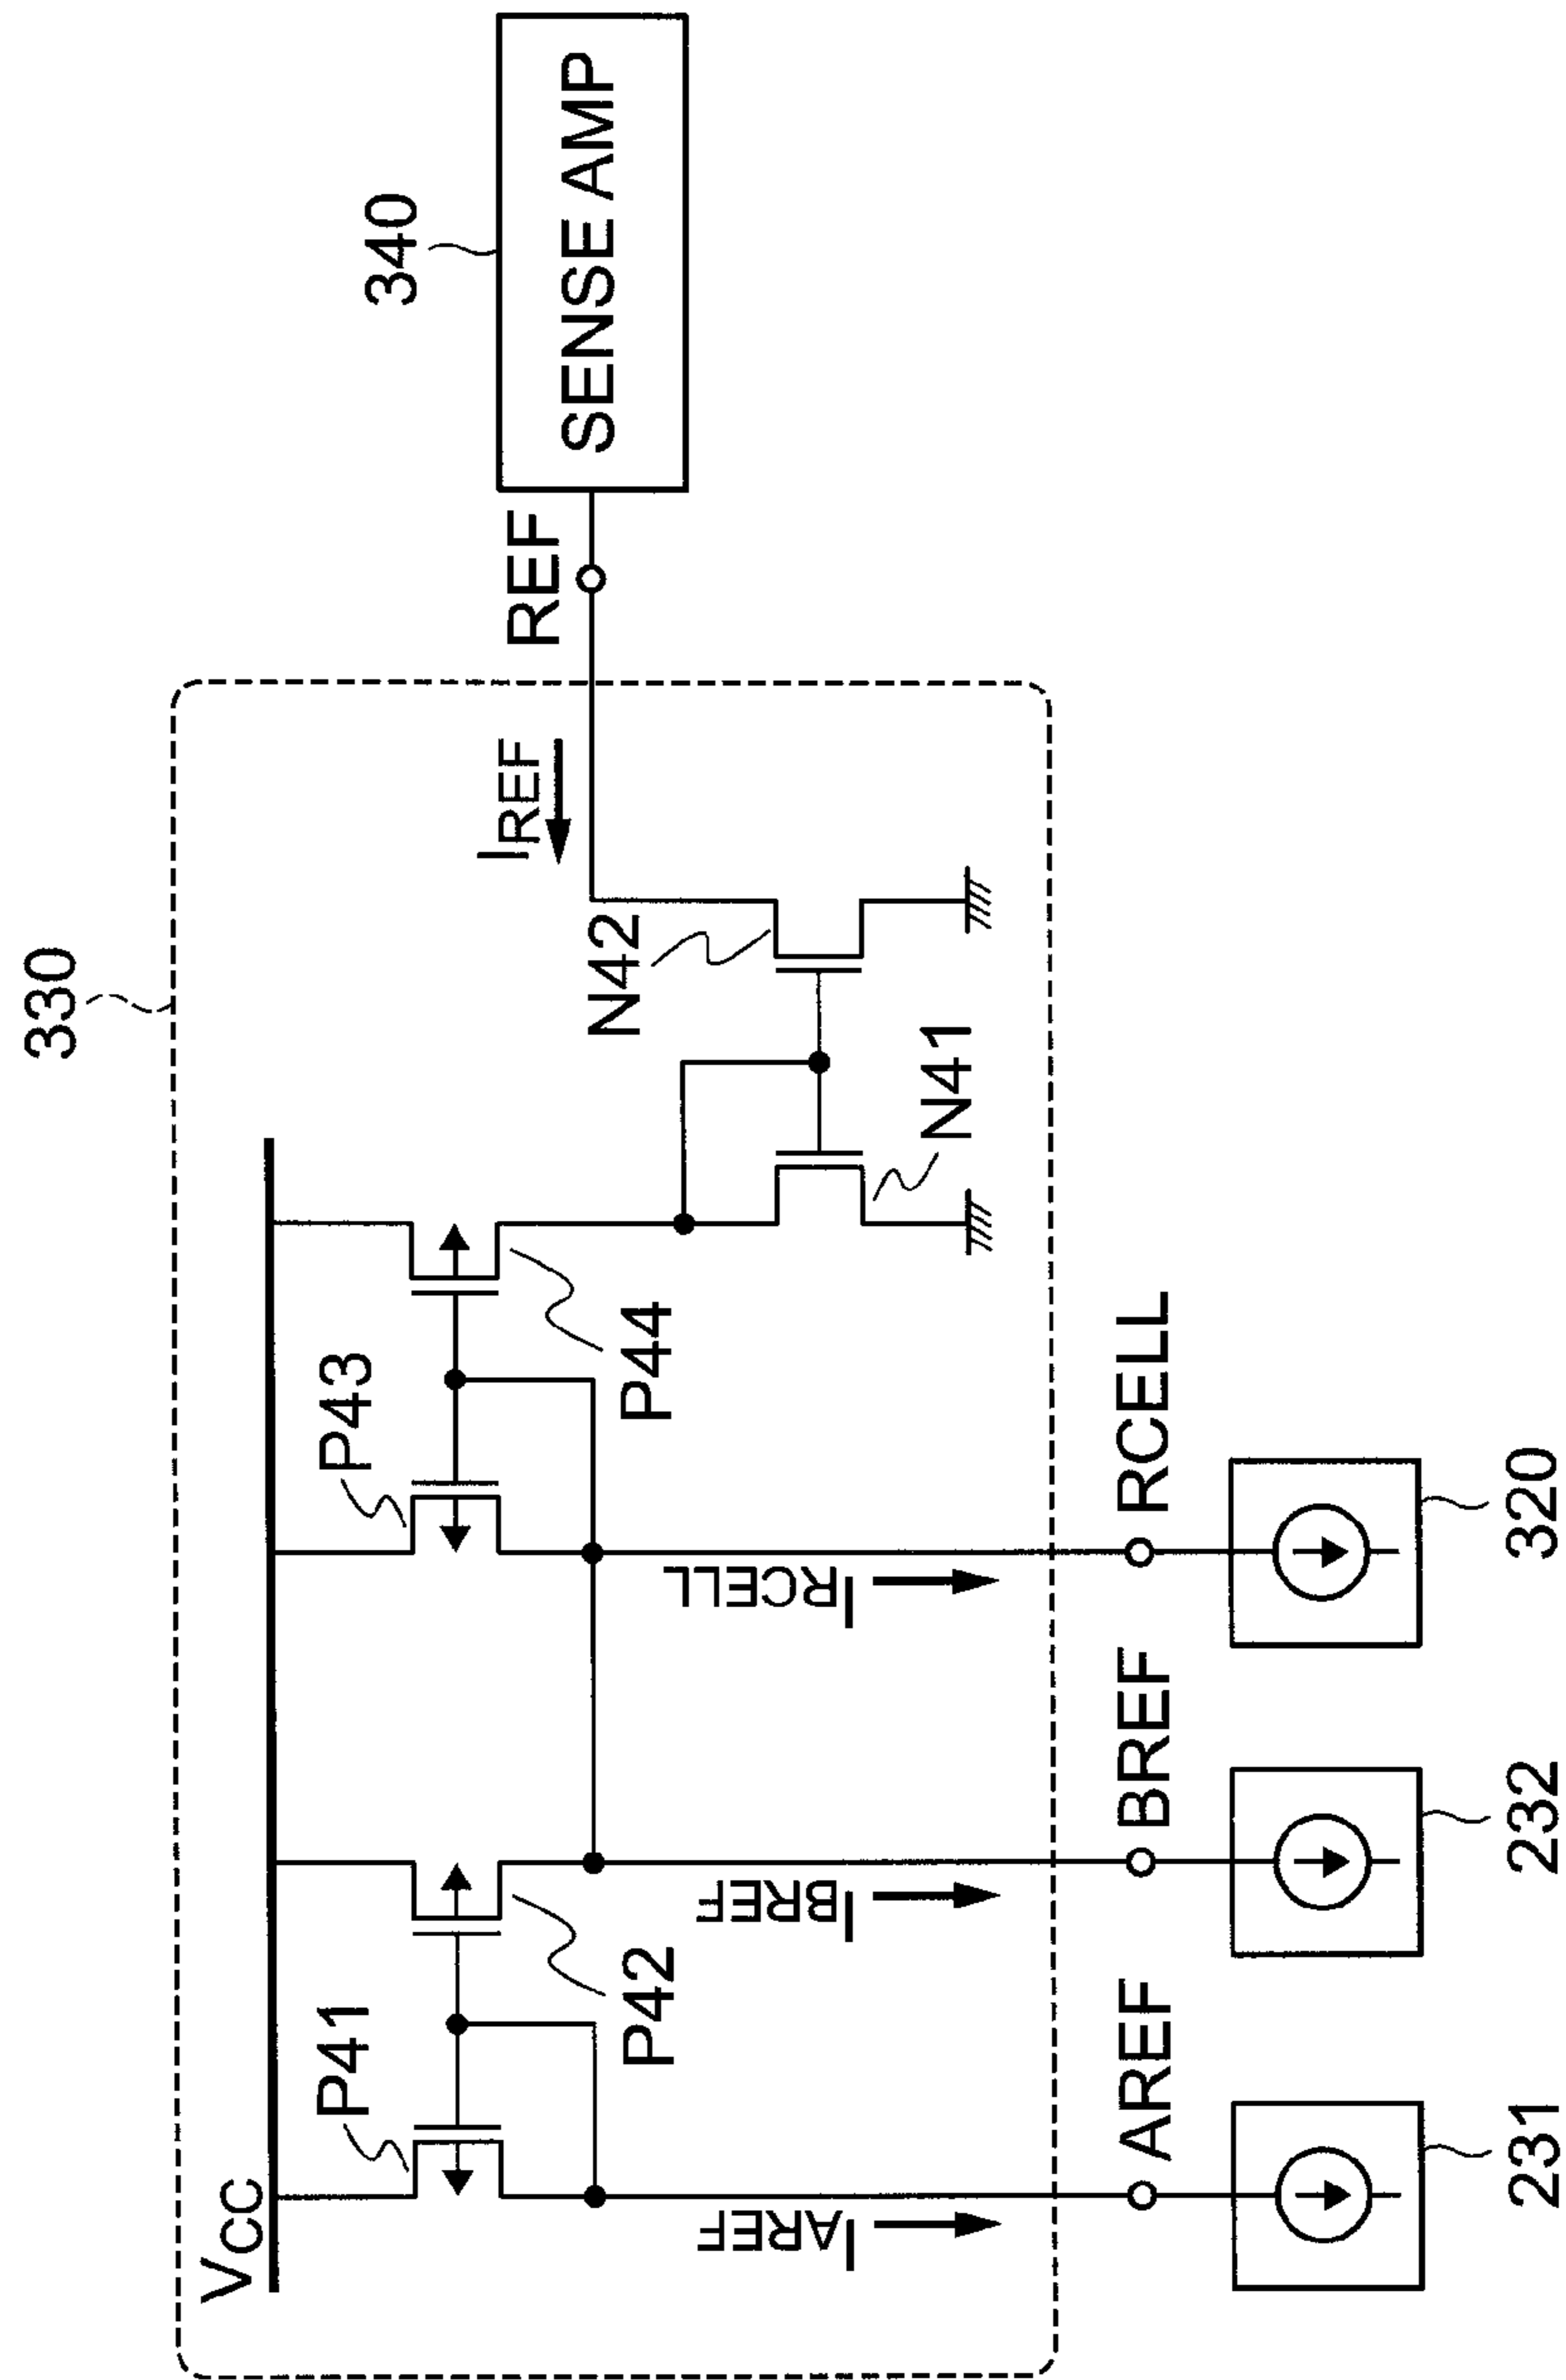 330
VCC
P41
P42
P43
P44
N41
N42
IREF
REF
340
SENSE AMP
IAREF
IBREF
IRCELL
AREF
BREF
RCELL
231
232
320